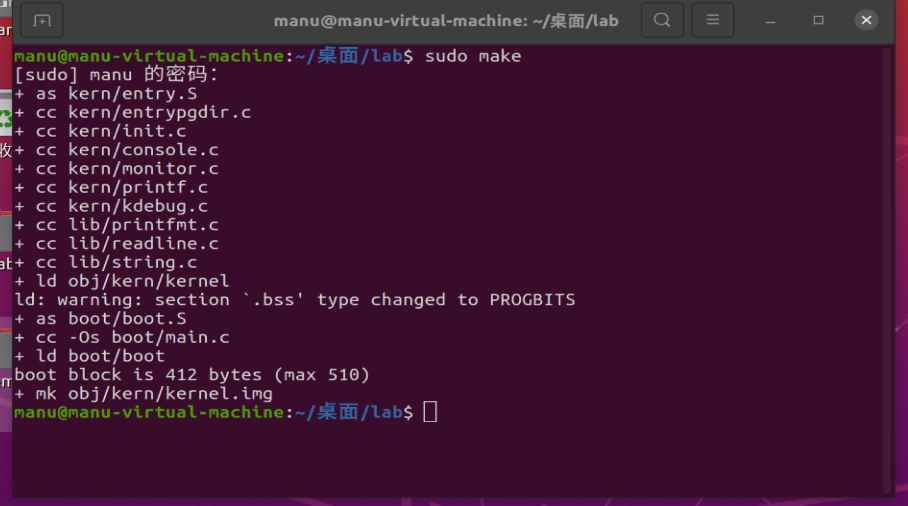 manu@manu-virtual-machine: ~/桌面/lab
manu@manu-virtual-machine:~/桌面/lab$ sudo make
[sudo] manu 的密码：
+ as kern/entry.S
+ cc kern/entrypgdir.c
+ cc kern/init.c
+ cc kern/console.c
+ cc kern/monitor.c
+ cc kern/printf.c
+ cc kern/kdebug.c
+ cc lib/printfmt.c
+ cc lib/readline.c
+ cc lib/string.c
+ ld obj/kern/kernel
ld: warning: section `.bss' type changed to PROGBITS
+ as boot/boot.S
+ cc -Os boot/main.c
+ ld boot/boot
boot block is 412 bytes (max 510)
+ mk obj/kern/kernel.img
manu@manu-virtual-machine:~/桌面/lab$